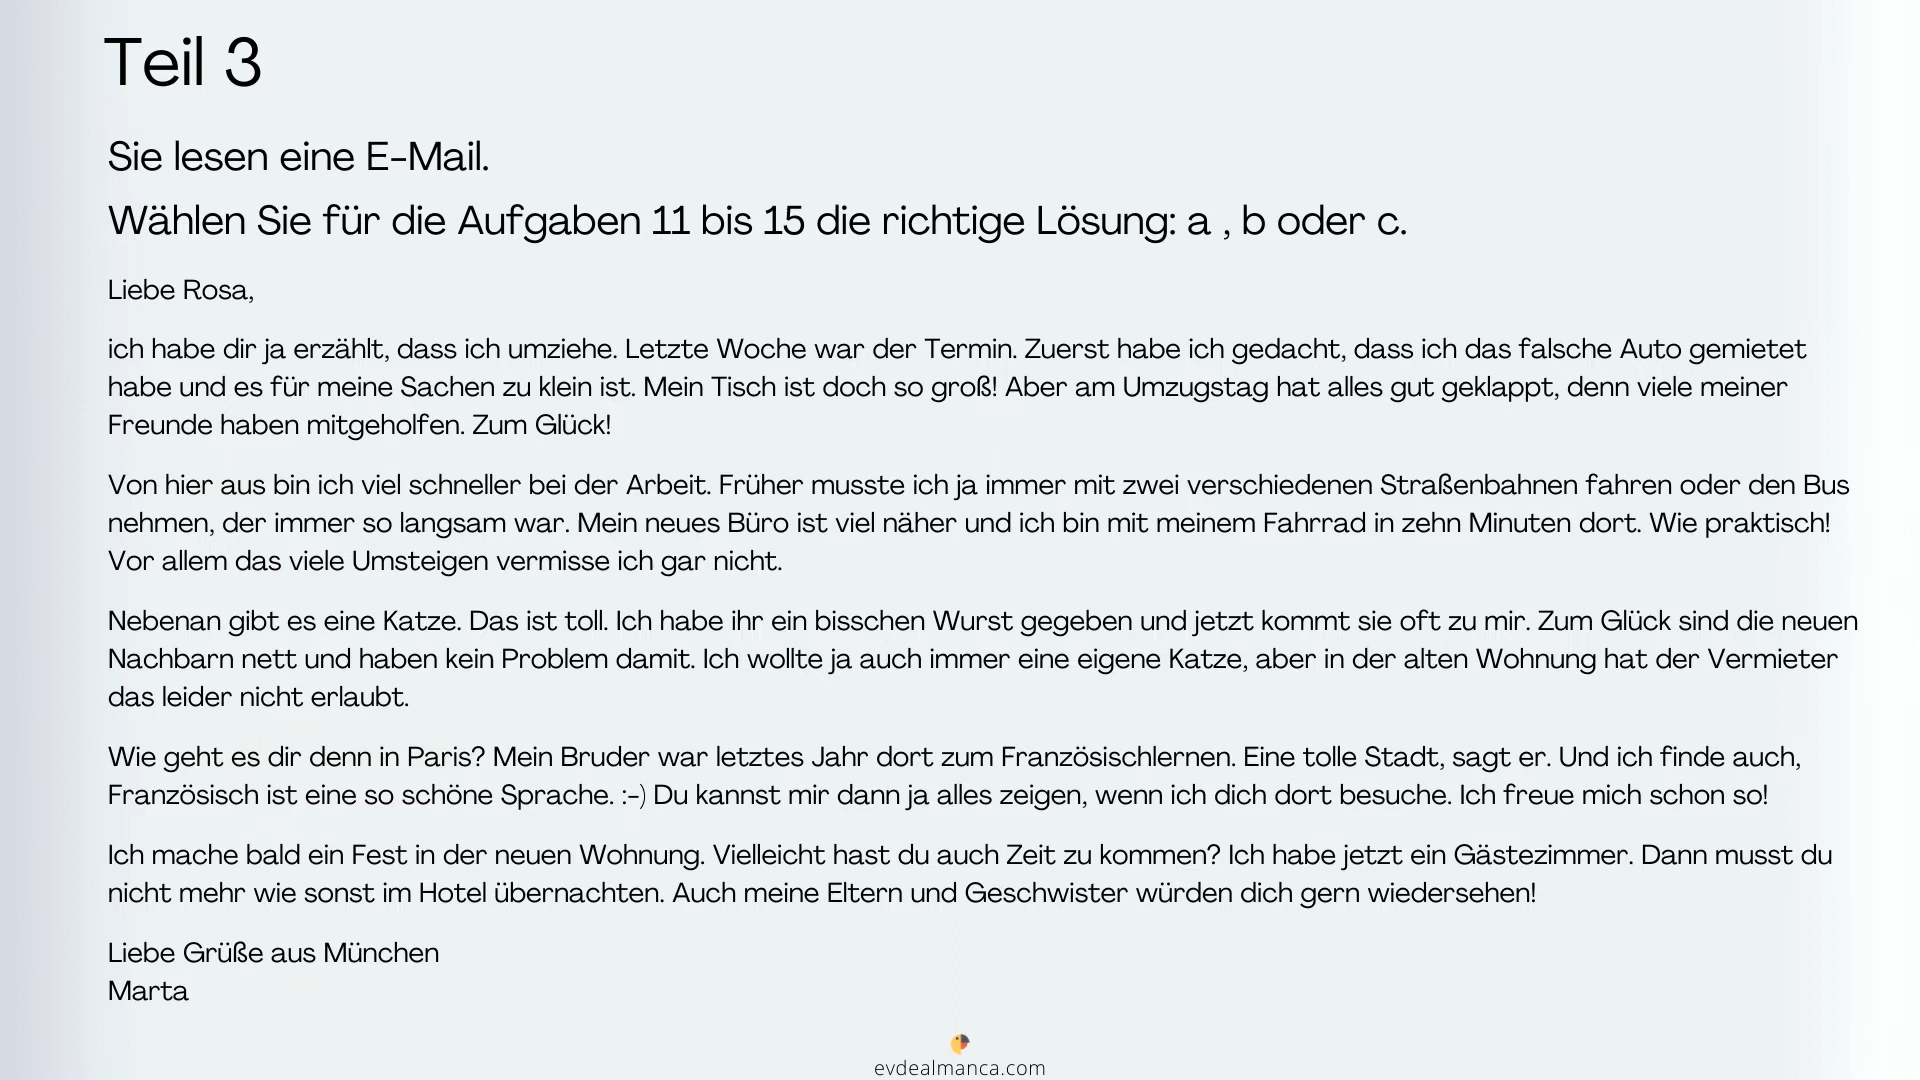 Teil 3
Sie lesen eine E-Mail.
Wählen Sie für die Aufgaben 11 bis 15 die richtige Lösung: a , b oder c.
Liebe Rosa,
ich habe dir ja erzählt, dass ich umziehe. Letzte Woche war der Termin. Zuerst habe ich gedacht, dass ich das falsche Auto gemietet
habe und es für meine Sachen zu klein ist. Mein Tisch ist doch so groß! Aber am Umzugstag hat alles gut geklappt, denn viele meiner
Freunde haben mitgeholfen. Zum Glück!
Von hier aus bin ich viel schneller bei der Arbeit. Früher musste ich ja immer mit zwei verschiedenen Straßenbahnen fahren oder den Bus
nehmen, der immer so langsam war. Mein neues Büro ist viel näher und ich bin mit meinem Fahrrad in zehn Minuten dort. Wie praktisch!
Vor allem das viele Umsteigen vermisse ich gar nicht.
Nebenan gibt es eine Katze. Das ist toll. Ich habe ihr ein bisschen Wurst gegeben und jetzt kommt sie oft zu mir. Zum Glück sind die neuen
Nachbarn nett und haben kein Problem damit. Ich wollte ja auch immer eine eigene Katze, aber in der alten Wohnung hat der Vermieter
das leider nicht erlaubt.
Wie geht es dir denn in Paris? Mein Bruder war letztes Jahr dort zum Französischlernen. Eine tolle Stadt, sagt er. Und ich finde auch,
Französisch ist eine so schöne Sprache. :-) Du kannst mir dann ja alles zeigen, wenn ich dich dort besuche. Ich freue mich schon so!
Ich mache bald ein Fest in der neuen Wohnung. Vielleicht hast du auch Zeit zu kommen? Ich habe jetzt ein Gästezimmer. Dann musst du
nicht mehr wie sonst im Hotel übernachten. Auch meine Eltern und Geschwister würden dich gern wiedersehen!
Liebe Grüße aus München
Marta
evdealmanca.com